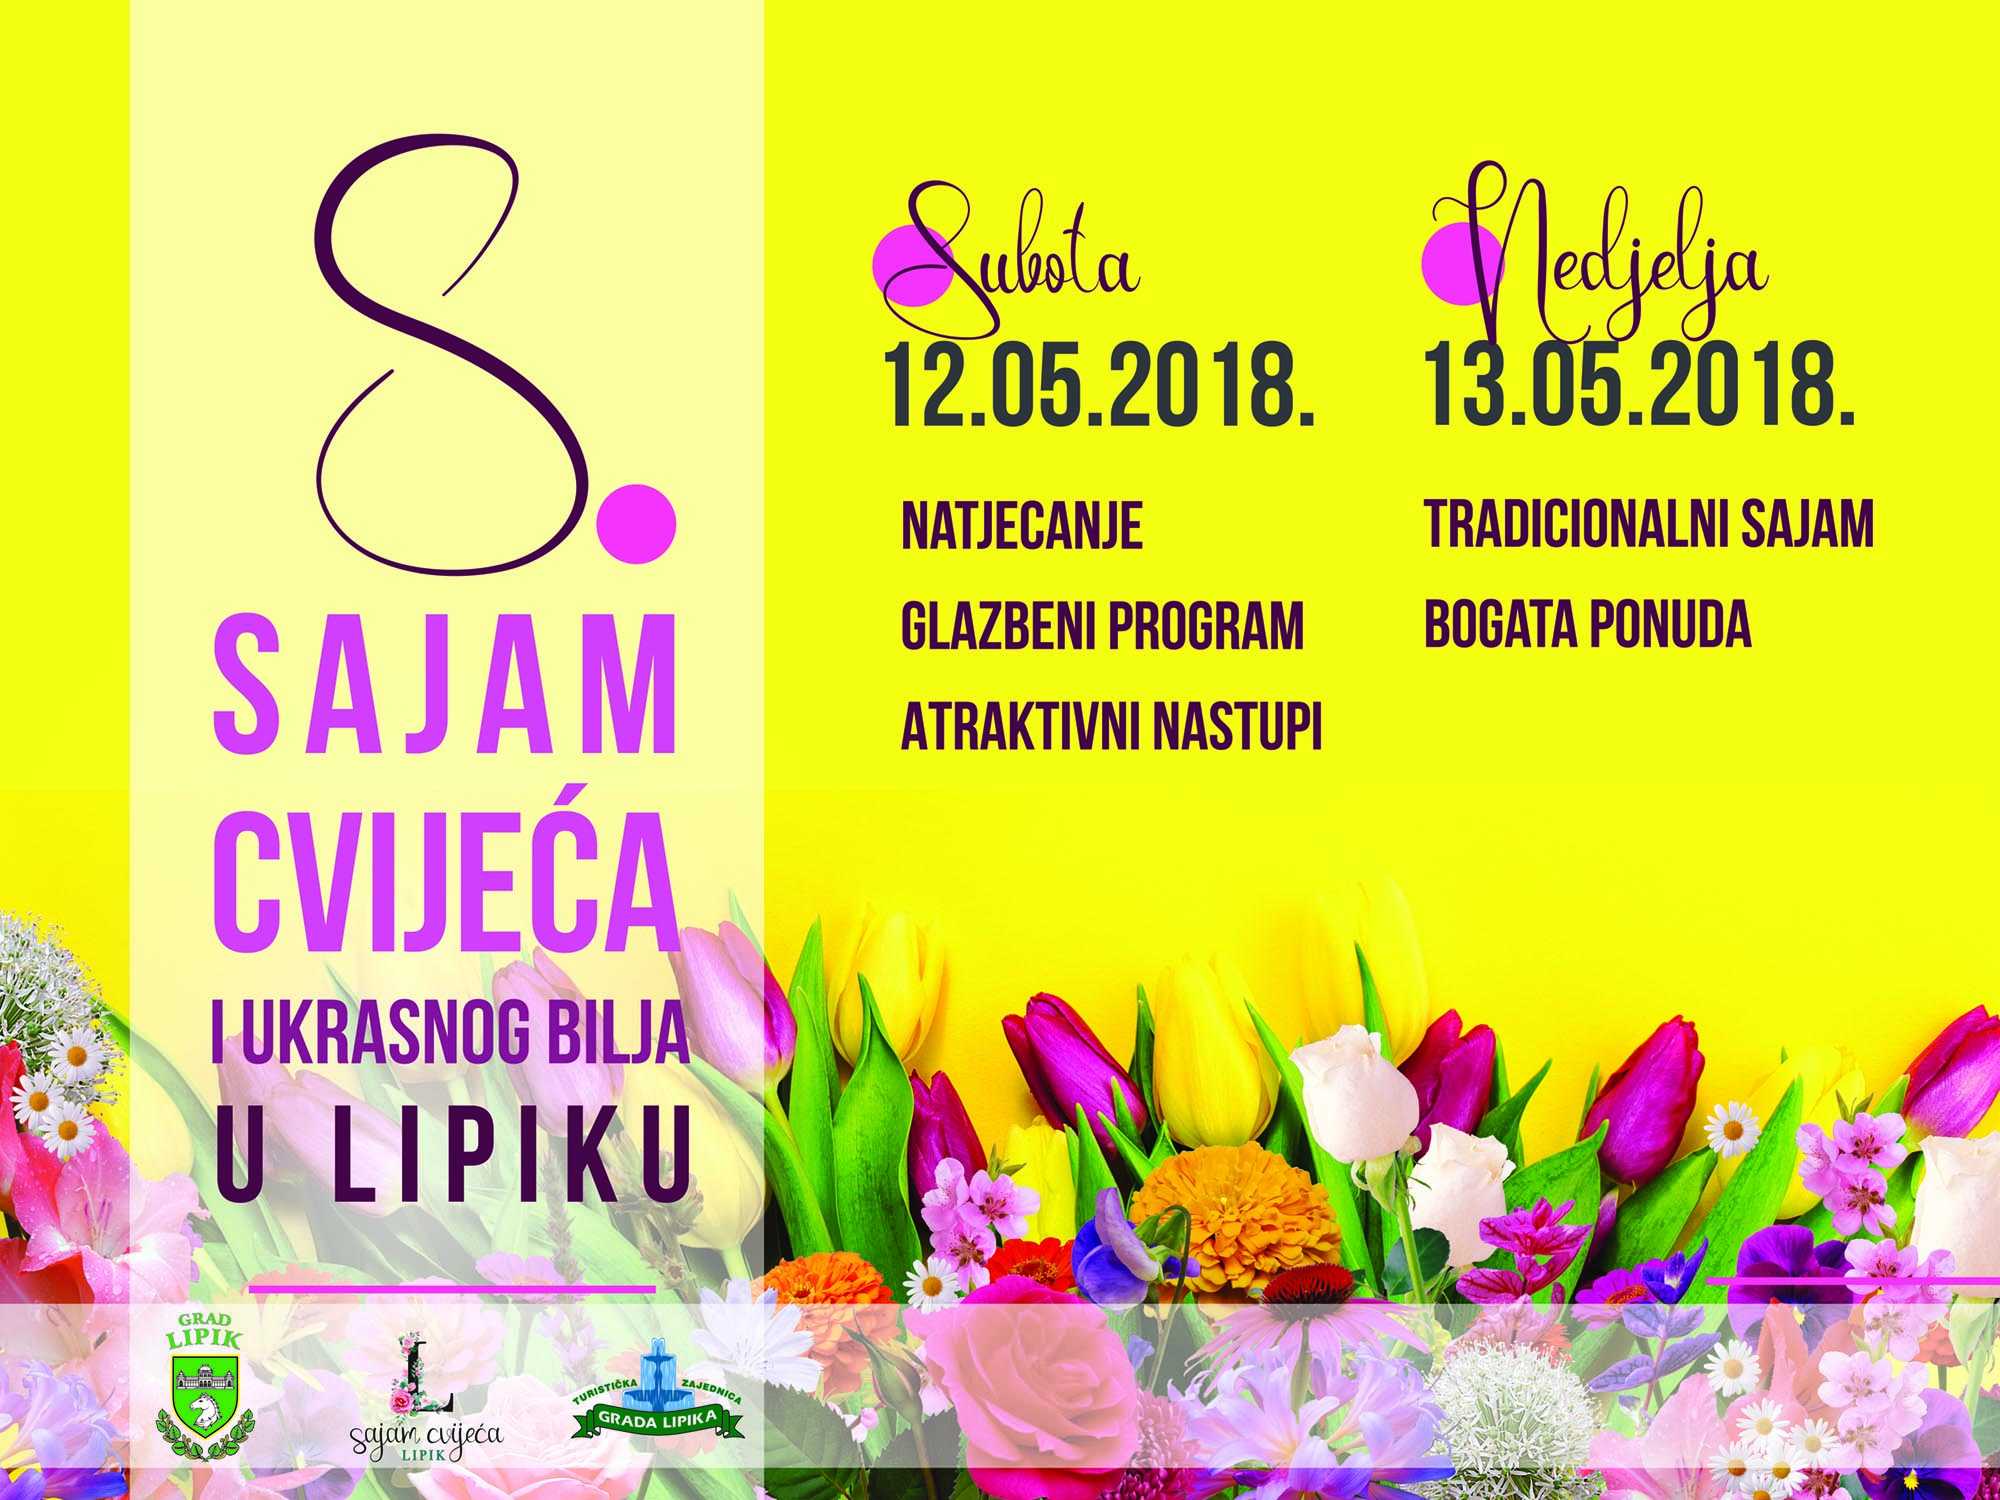 8.
SAJAM
CVIJEĆA
I UKRASNOG BILJA
U LIPIKU
Subota
12.05.2018.
NATJECANJE
GLAZBENI PROGRAM
ATRAKTIVNI NASTUPI
Nedjelja
13.05.2018.
TRADICIONALNI SAJAM
BOGATA PONUDA
GRAD
LIPIK
L
sajam cvijeća
LIPIK
TURISTIČKA ZAJEDNICA
GRADA LIPIKA